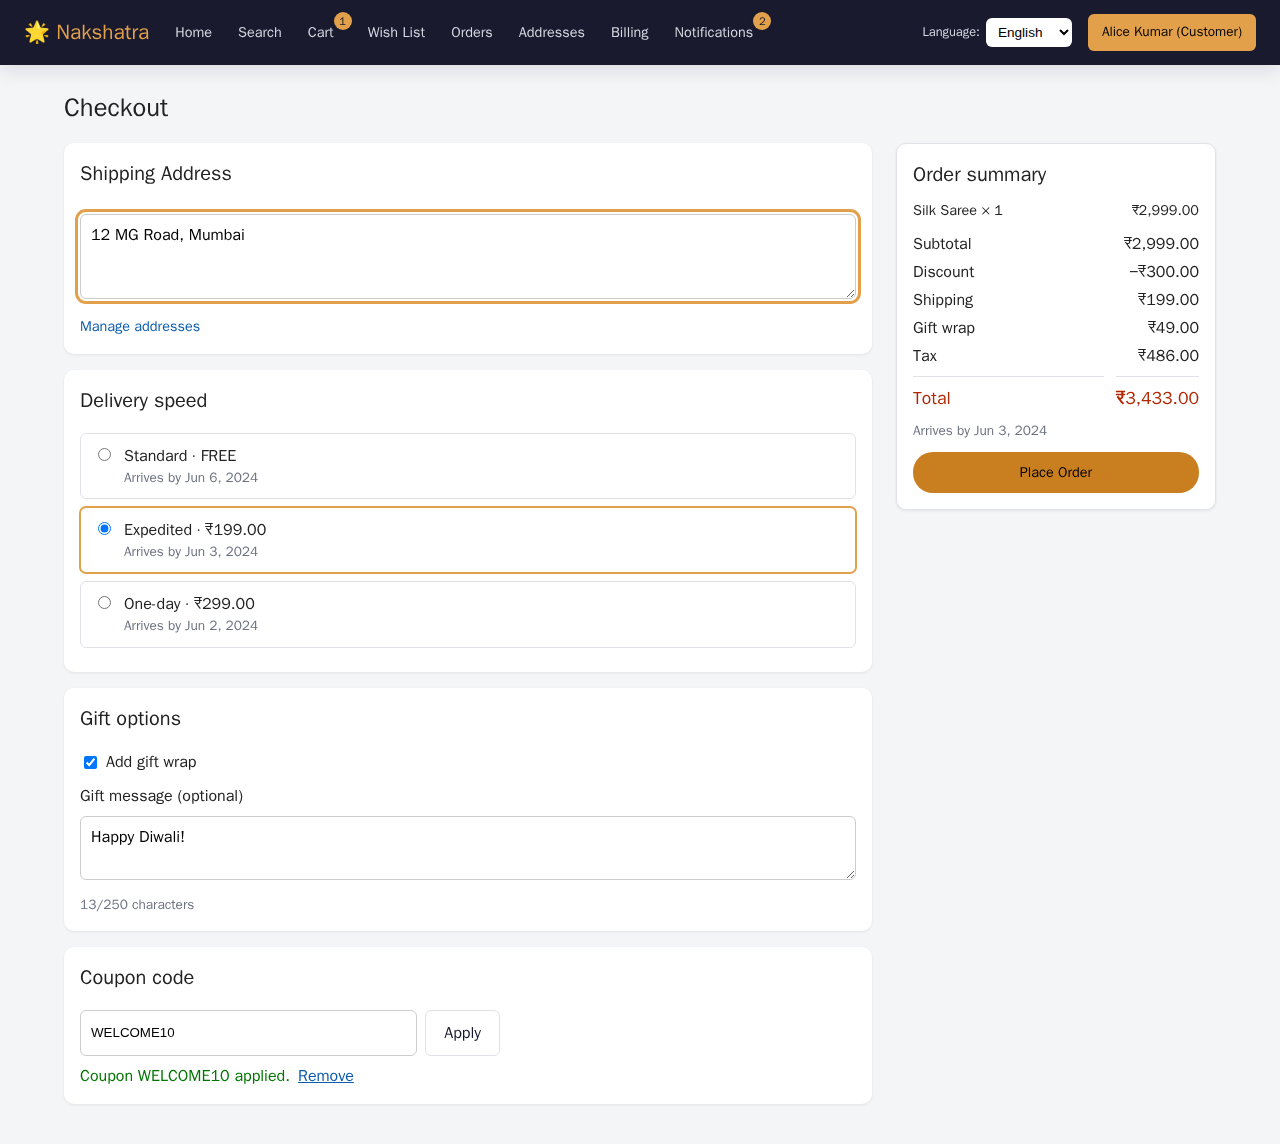 🌟 Nakshatra
Home
Search
Cart
1
Wish List
Orders
Addresses
Billing
Notifications
2
Language:
English
Alice Kumar (Customer)
Checkout
Shipping Address
12 MG Road, Mumbai
Manage addresses
Delivery speed
Standard · FREE
Arrives by Jun 6, 2024
Expedited · ₹199.00
Arrives by Jun 3, 2024
One-day · ₹299.00
Arrives by Jun 2, 2024
Gift options
Add gift wrap
Gift message (optional)
Happy Diwali!
13/250 characters
Coupon code
WELCOME10
Apply
Coupon WELCOME10 applied. Remove
Order summary
Silk Saree × 1 ₹2,999.00
Subtotal ₹2,999.00
Discount −₹300.00
Shipping ₹199.00
Gift wrap ₹49.00
Tax ₹486.00
Total ₹3,433.00
Arrives by Jun 3, 2024
Place Order